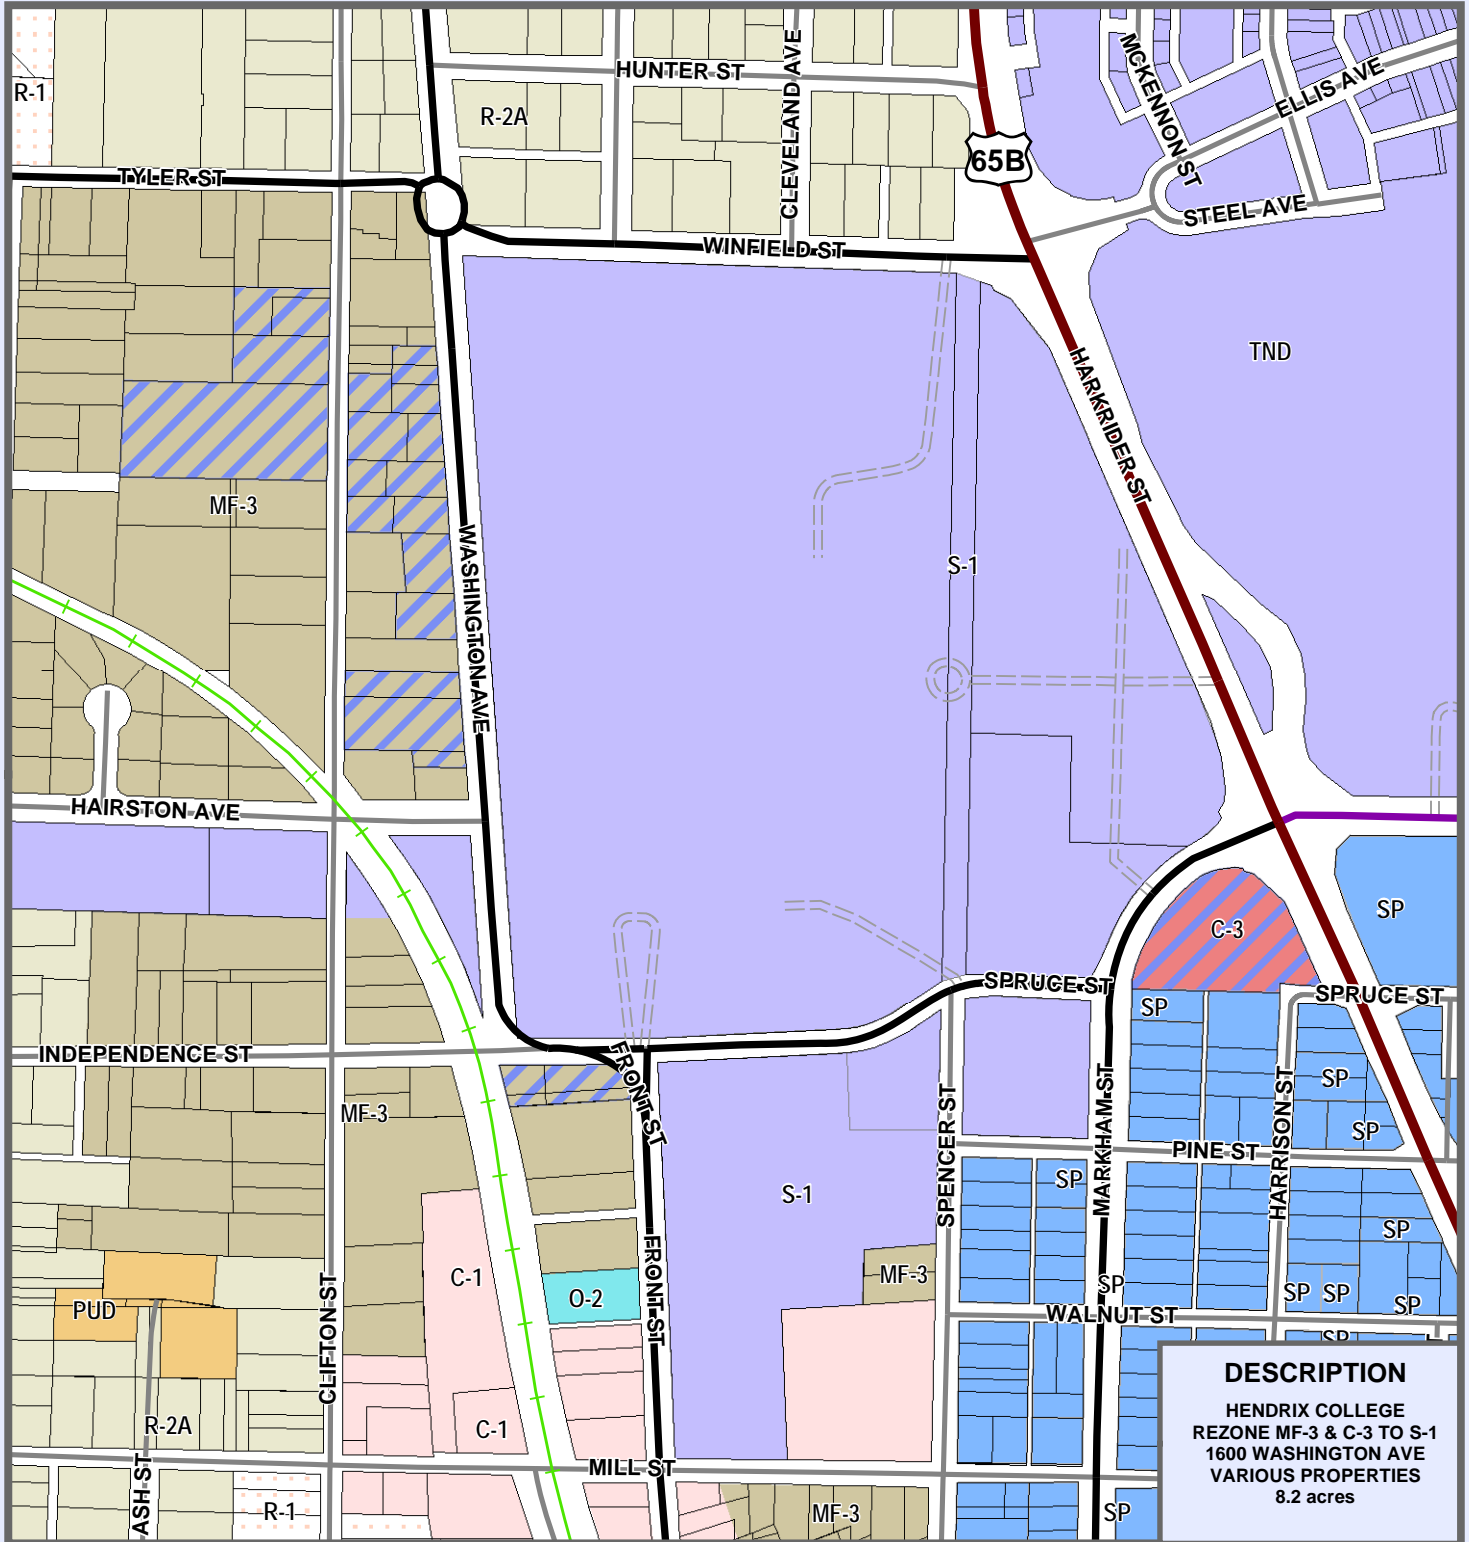 HUNTER ST
CLEVELAND AVE
MCKENNON ST
ELLIS AVE
R-1
R-2A
65B
TYLER ST
STEEL AVE
WINFIELD ST
TND
HARKRIDER ST
MF-3
WASHINGTON AVE
S-1
HAIRSTON AVE
SP
C-3
SPRUCE ST
SPRUCE ST
SP
INDEPENDENCE ST
FRONT ST
SP
MF-3
SPENCER ST
MARKHAM ST
HARRISON ST
SP
PINE ST
SP
S-1
SP
FRONT ST
C-1
MF-3
O-2
SP
SP
SP
SP
PUD
CLIFTON ST
WALNUT ST
SP
R-2A
C-1
ASH ST
MILL ST
R-1
MF-3
SP
DESCRIPTION
HENDRIX COLLEGE
REZONE MF-3 & C-3 TO S-1
1600 WASHINGTON AVE
VARIOUS PROPERTIES
8.2 acres